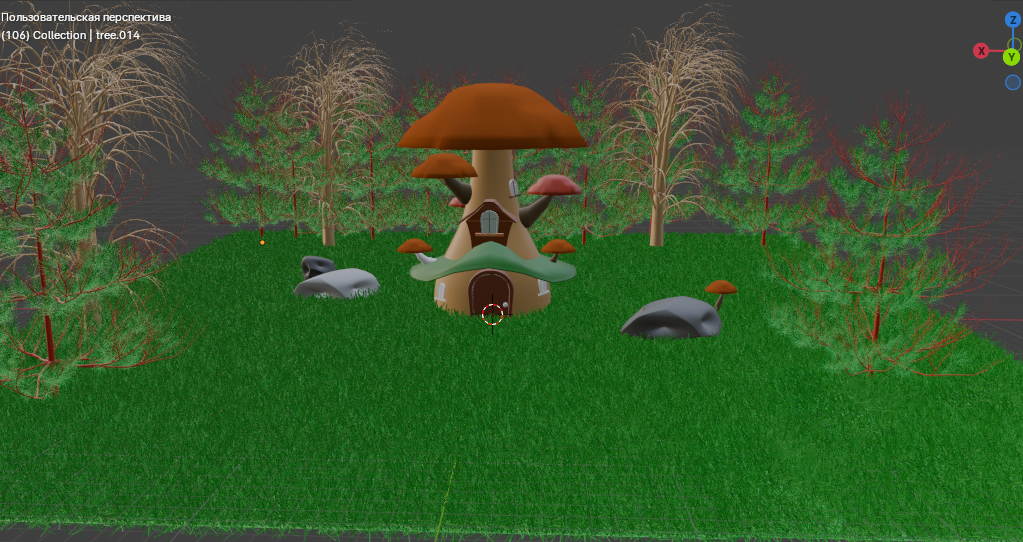 Пользовательская перспектива
(106) Collection | tree.014
Z
X
Y